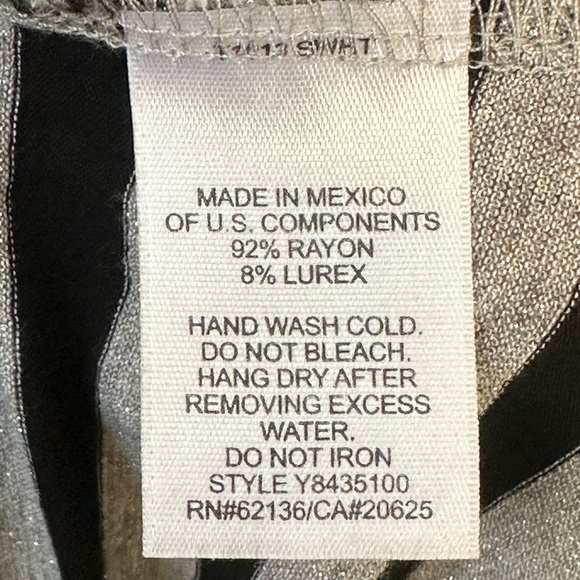 MADE IN MEXICO
OF U.S. COMPONENTS
92% RAYON
8% LUREX
HAND WASH COLD.
DO NOT BLEACH.
HANG DRY AFTER
REMOVING EXCESS
WATER.
DO NOT IRON
STYLE Y8435100
RN#62136/CA#20625